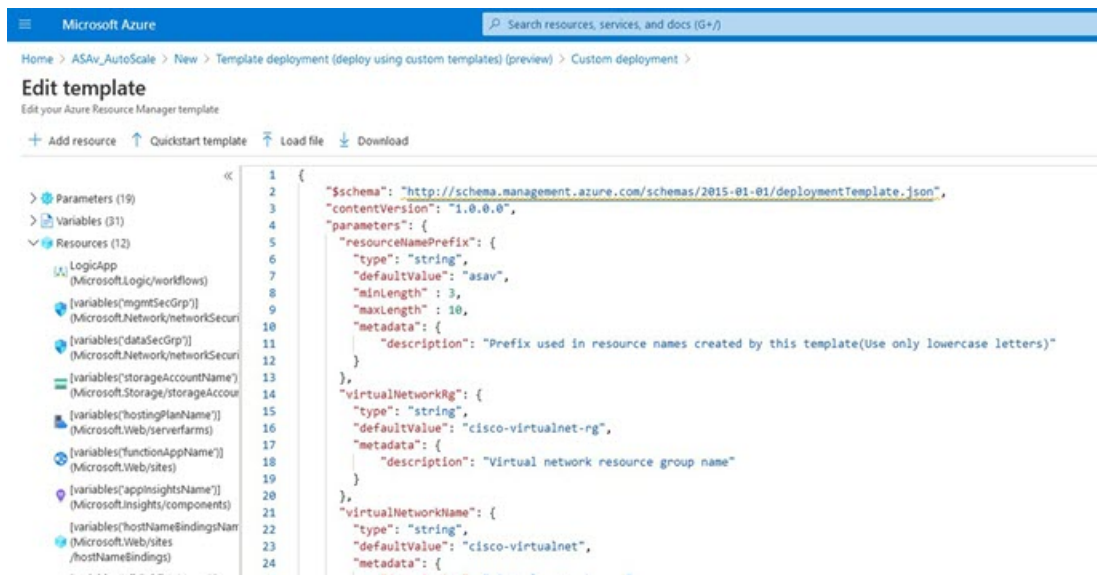 Microsoft Azure
Search resources, services, and docs (G+/)
Home > ASAv_AutoScale > New > Template deployment (deploy using custom templates) (preview) > Custom deployment >
Edit template
Edit your Azure Resource Manager template
+ Add resource ↑ Quickstart template Load file Download
«
> Parameters (19)
> Variables (31)
Resources (12)
LogicApp
(Microsoft.Logic/workflows)
[variables('mgmtSecGrp')]
(Microsoft.Network/networkSecuri
[variables('dataSecGrp')]
(Microsoft.Network/networkSecuri
[variables('storageAccountName')
(Microsoft.Storage/storageAccour
[variables('hostingPlanName')]
(Microsoft.Web/serverfarms)
[variables('functionAppName')]
(Microsoft.Web/sites)
[variables('appInsightsName')]
(Microsoft.Insights/components)
[variables('hostNameBindingsNam
(Microsoft.Web/sites
/hostNameBindings)
1 {
2 "$schema": "http://schema.management.azure.com/schemas/2015-01-01/deploymentTemplate.json",
3 "contentVersion": "1.0.0.0",
4 "parameters": {
5 "resourceNamePrefix": {
6 "type": "string",
7 "defaultValue": "asav",
8 "minLength" : 3,
9 "maxLength" : 10,
10 "metadata": {
11 "description": "Prefix used in resource names created by this template(Use only lowercase letters)"
12 }
13 },
14 "virtualNetworkRg": {
15 "type": "string",
16 "defaultValue": "cisco-virtualnet-rg",
17 "metadata": {
18 "description": "Virtual network resource group name"
19 }
20 },
21 "virtualNetworkName": {
22 "type": "string",
23 "defaultValue": "cisco-virtualnet",
24 "metadata": {